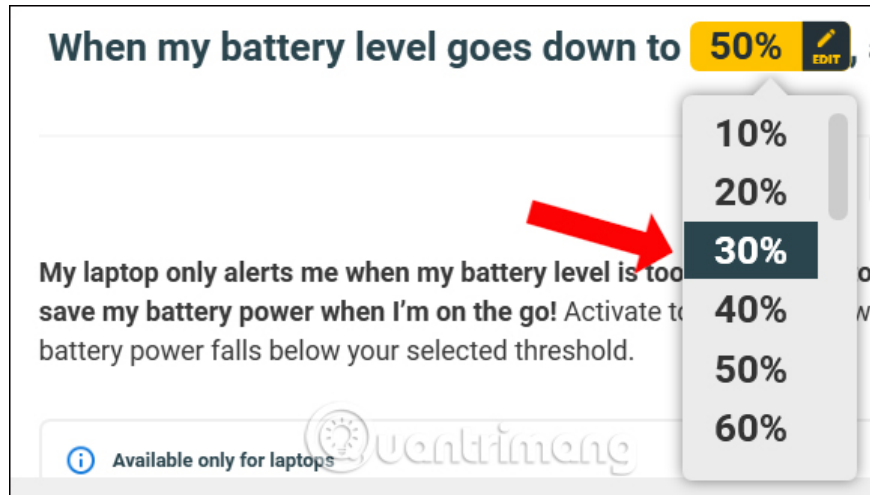 When my battery level goes down to 50% EDIT,
10%
20%
30%
40%
50%
60%
My laptop only alerts me when my battery level is too
save my battery power when I'm on the go! Activate to
battery power falls below your selected threshold.
Available only for laptops
Quantrimang